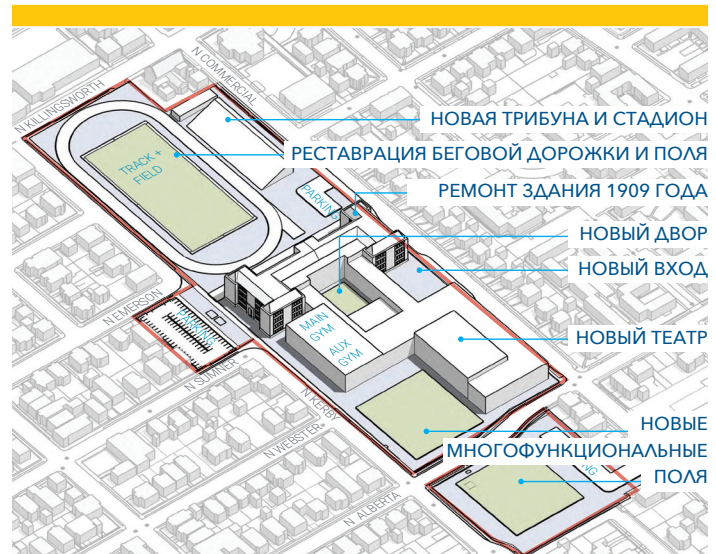 N KILLINGSWORTH
N COMMERCIAL
НОВАЯ ТРИБУНА И СТАДИОН
РЕСТАВРАЦИЯ БЕГОВОЙ ДОРОЖКИ И ПОЛЯ
TRACK +
FIELD
РЕМОНТ ЗДАНИЯ 1909 ГОДА
PARKING
НОВЫЙ ДВОР
НОВЫЙ ВХОД
N EMERSON
PARKING
MAIN
GYM
AUX
GYM
НОВЫЙ ТЕАТР
N SUMNER
N KERBY
N WEBSTER
N ALBERTA
НОВЫЕ
МНОГОФУНКЦИОНАЛЬНЫЕ
ПОЛЯ